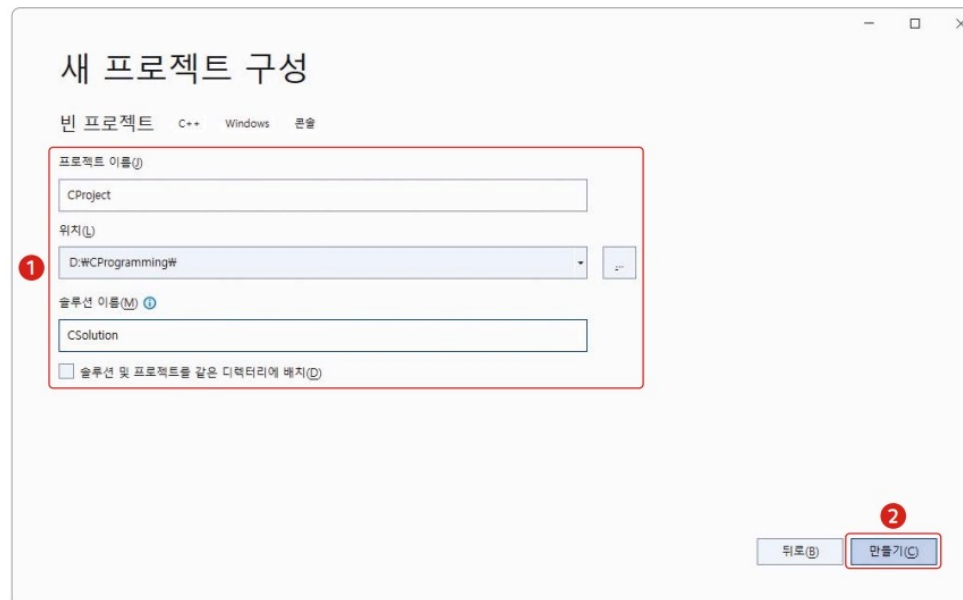 새 프로젝트 구성
빈 프로젝트 C++ Windows 콘솔
프로젝트 이름(J)
CProject
위치(L)
1
D:₩CProgramming₩
...
솔루션 이름(M)
CSolution
솔루션 및 프로젝트를 같은 디렉터리에 배치(D)
2
뒤로(B) 만들기(C)